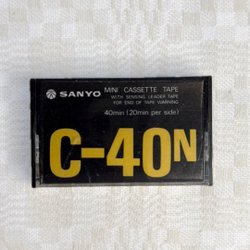 SANYO MINI CASSETTE TAPE
WITH SENSING LEADER TAPE
FOR END OF TAPE WARNING
40min (20min per side)
C-40N